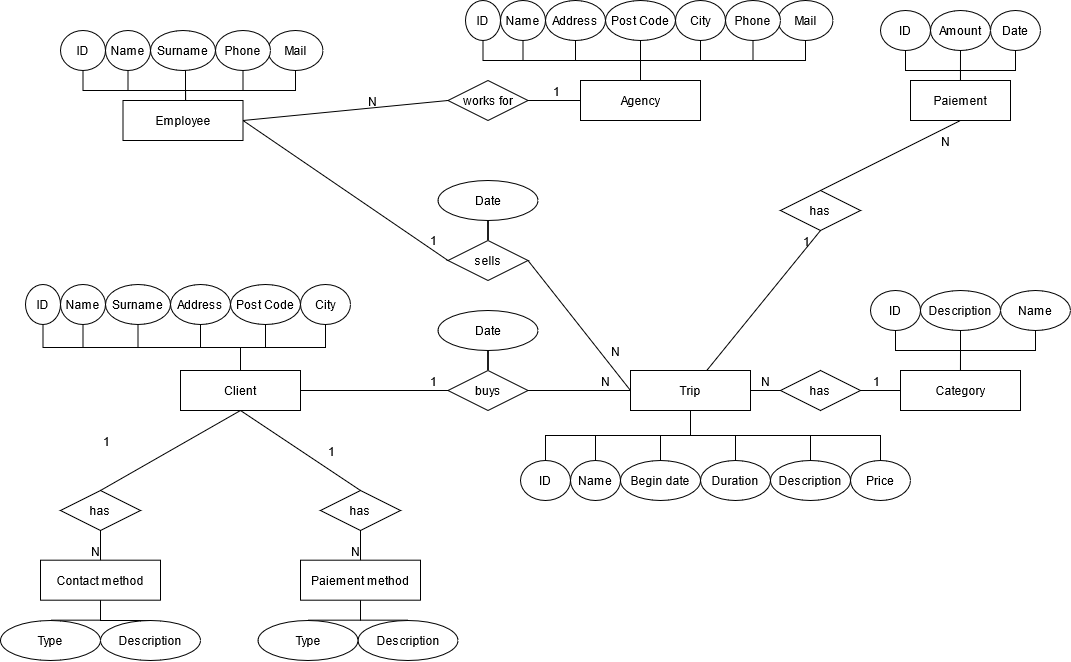 ID Name Address Post Code City Phone Mail
ID Amount Date
ID Name Surname Phone Mail
Employee
N
works for
1
Agency
Paiement
N
has
1
Date
1
sells
N
ID Name Surname Address Post Code City
Date
ID Description Name
Client
1
buys
N
Trip
N
has
1
Category
1
1
ID Name Begin date Duration Description Price
has
has
N
N
Contact method
Paiement method
Type Description
Type Description